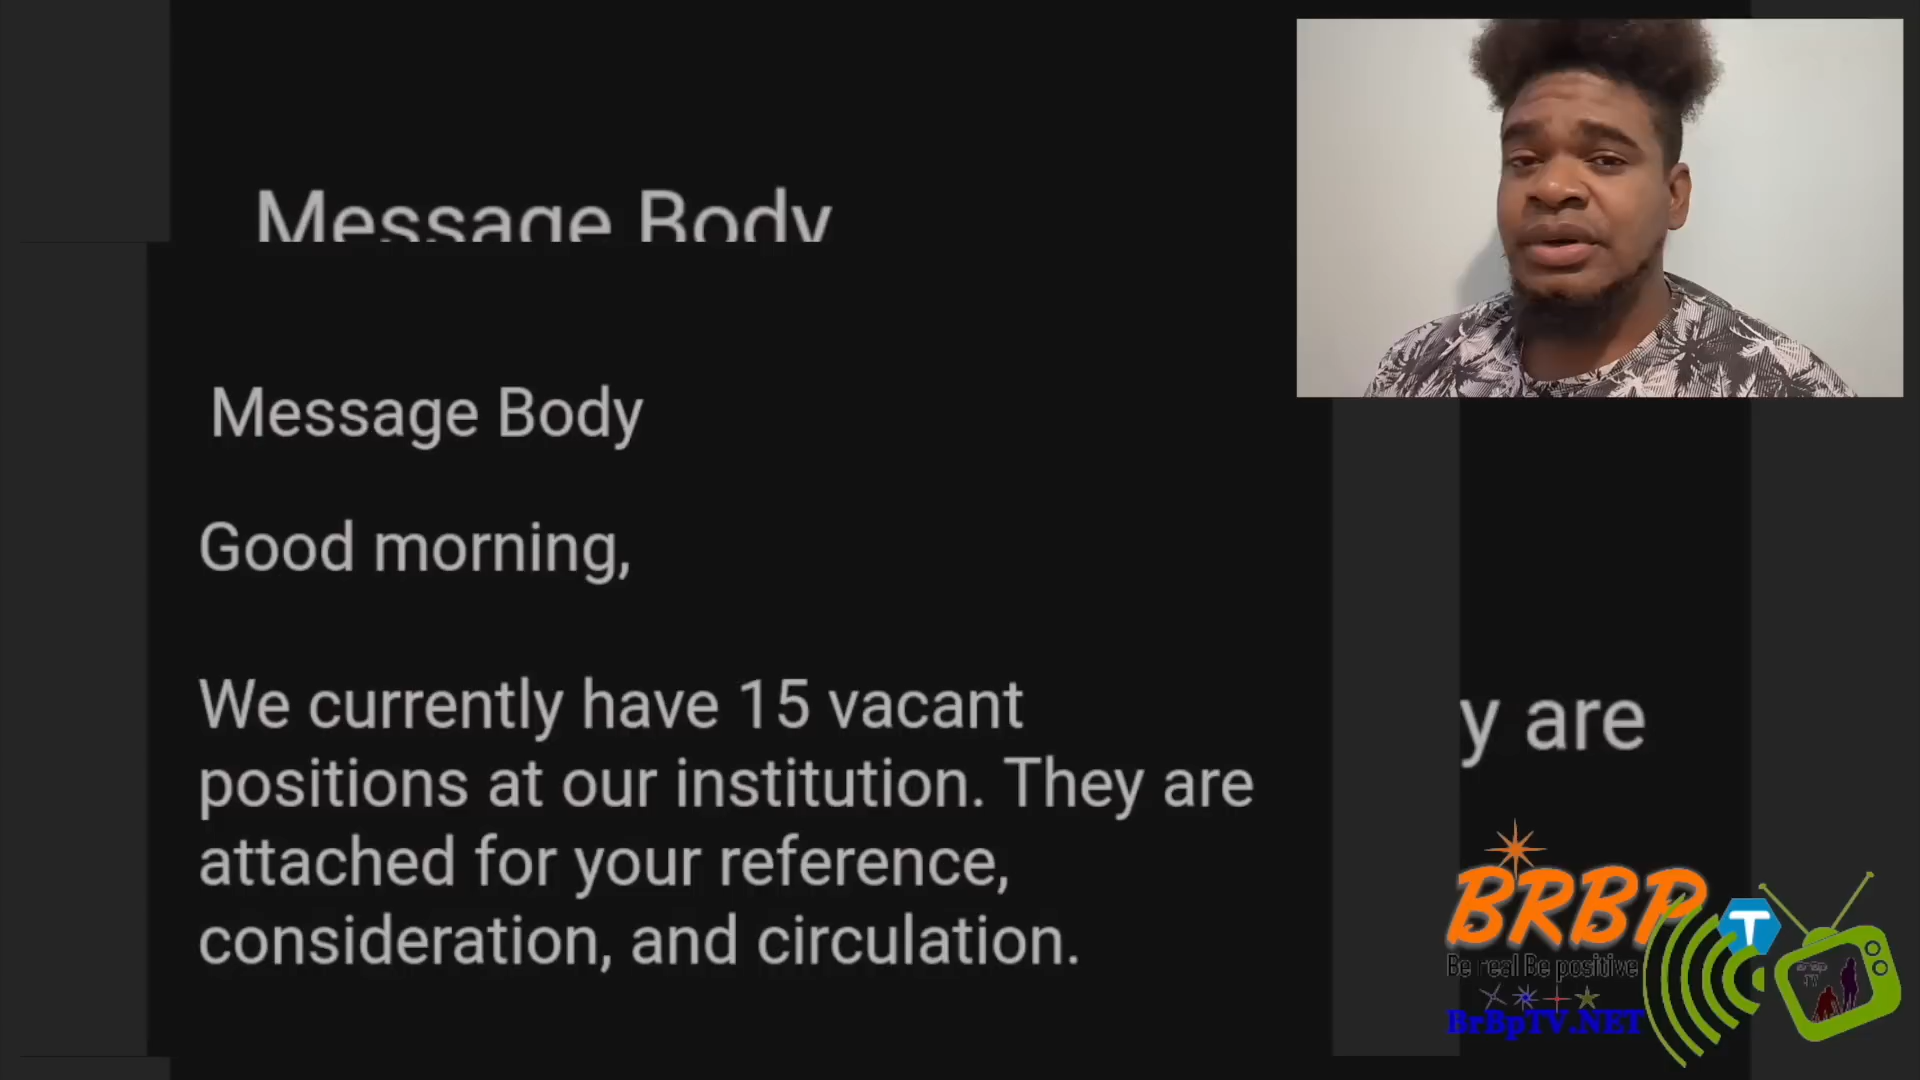 Message Body
Message Body
Good morning,
We currently have 15 vacant
positions at our institution. They are
attached for your reference,
consideration, and circulation.
y are
BRBP T
Be real Be positive
BrBpTV.NET